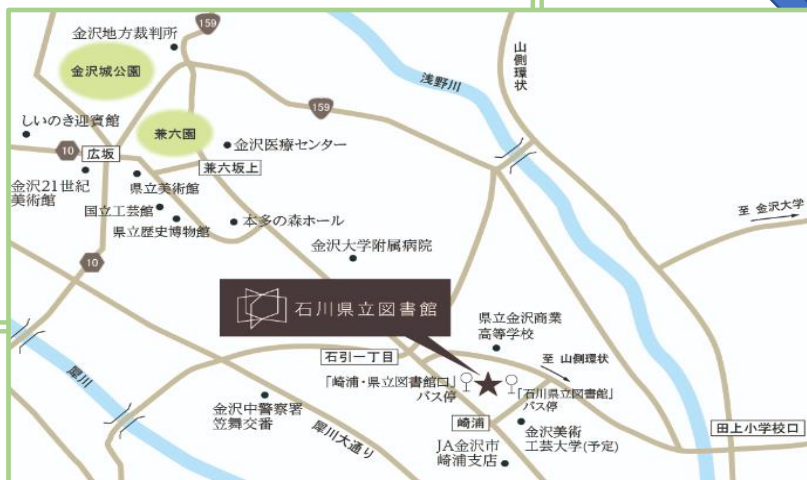 159
金沢地方裁判所
金沢城公園
山側環状
浅野川
159
しいのき迎賓館
兼六園
金沢医療センター
10
広坂
兼六坂上
金沢21世紀
美術館
県立美術館
国立工芸館
本多の森ホール
県立歴史博物館
至 金沢大学
金沢大学附属病院
10
石川県立図書館
県立金沢商業
高等学校
石引一丁目
至 山側環状
「崎浦・県立図書館口」
バス停
「石川県立図書館」
バス停
犀川
金沢中警察署
笠舞交番
犀川大通り
崎浦
金沢美術
工芸大学(予定)
田上小学校口
JA金沢市
崎浦支店